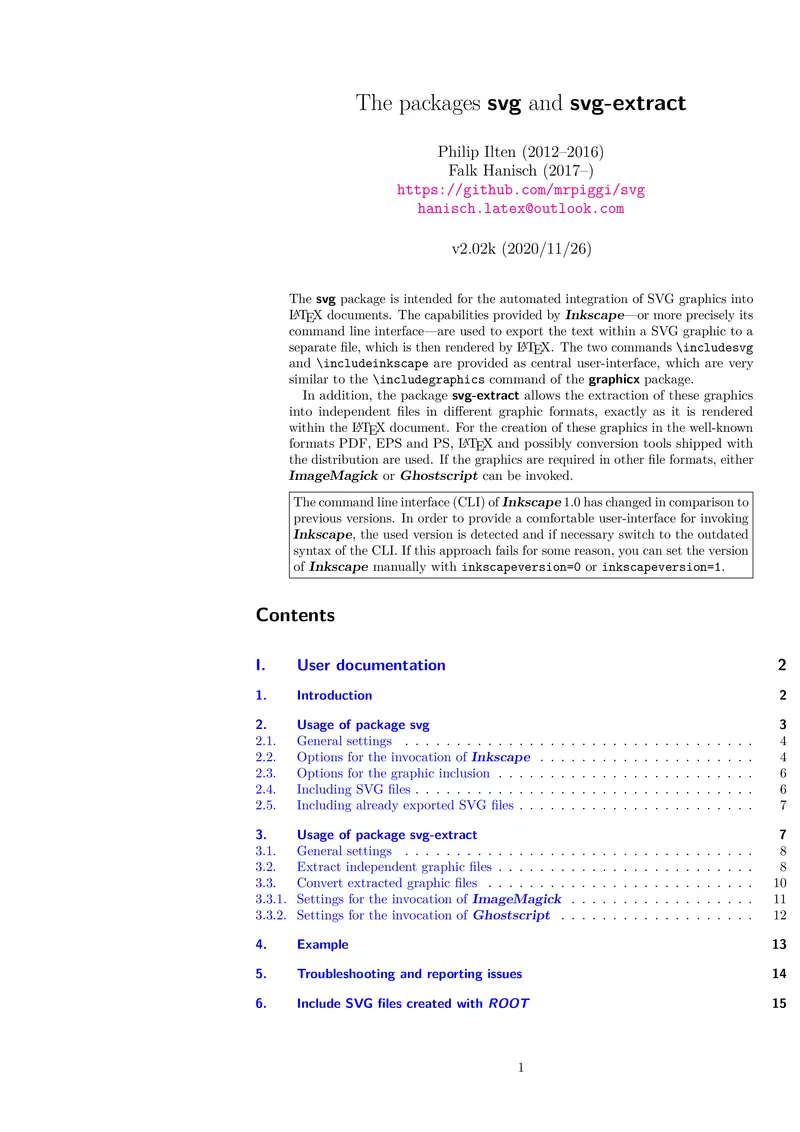 The packages svg and svg-extract
Philip Ilten (2012–2016)
Falk Hanisch (2017–)
https://github.com/mrpiggi/svg
hanisch.latex@outlook.com
v2.02k (2020/11/26)
The svg package is intended for the automated integration of SVG graphics into
LATEX documents. The capabilities provided by Inkscape—or more precisely its
command line interface—are used to export the text within a SVG graphic to a
separate file, which is then rendered by LATEX. The two commands \includesvg
and \includeinkscape are provided as central user-interface, which are very
similar to the \includegraphics command of the graphicx package.
In addition, the package svg-extract allows the extraction of these graphics
into independent files in different graphic formats, exactly as it is rendered
within the LATEX document. For the creation of these graphics in the well-known
formats PDF, EPS and PS, LATEX and possibly conversion tools shipped with
the distribution are used. If the graphics are required in other file formats, either
ImageMagick or Ghostscript can be invoked.
The command line interface (CLI) of Inkscape 1.0 has changed in comparison to
previous versions. In order to provide a comfortable user-interface for invoking
Inkscape, the used version is detected and if necessary switch to the outdated
syntax of the CLI. If this approach fails for some reason, you can set the version
of Inkscape manually with inkscapeversion=0 or inkscapeversion=1.
Contents
I. User documentation 2
1. Introduction 2
2. Usage of package svg 3
2.1. General settings . . . . . . . . . . . . . . . . . . . . . . . . . . . . . . . . . . 4
2.2. Options for the invocation of Inkscape . . . . . . . . . . . . . . . . . . . . . 4
2.3. Options for the graphic inclusion . . . . . . . . . . . . . . . . . . . . . . . . . 6
2.4. Including SVG files . . . . . . . . . . . . . . . . . . . . . . . . . . . . . . . . . 6
2.5. Including already exported SVG files . . . . . . . . . . . . . . . . . . . . . . . 7
3. Usage of package svg-extract 7
3.1. General settings . . . . . . . . . . . . . . . . . . . . . . . . . . . . . . . . . . 8
3.2. Extract independent graphic files . . . . . . . . . . . . . . . . . . . . . . . . . 8
3.3. Convert extracted graphic files . . . . . . . . . . . . . . . . . . . . . . . . . . 10
3.3.1. Settings for the invocation of ImageMagick . . . . . . . . . . . . . . . . . . 11
3.3.2. Settings for the invocation of Ghostscript . . . . . . . . . . . . . . . . . . . 12
4. Example 13
5. Troubleshooting and reporting issues 14
6. Include SVG files created with ROOT 15
1